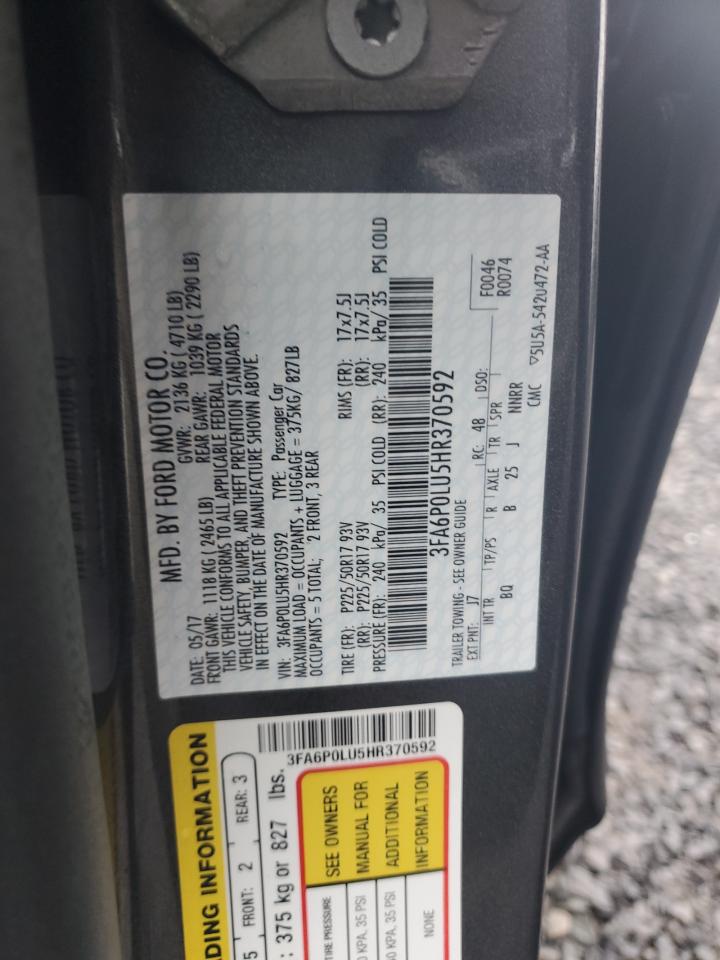 MFD. BY FORD MOTOR CO.
DATE: 05/17 GVWR: 2136 KG ( 4710 LB)
FRONT GAWR: 1118 KG ( 2465 LB) REAR GAWR: 1039 KG ( 2290 LB)
THIS VEHICLE CONFORMS TO ALL APPLICABLE FEDERAL MOTOR
VEHICLE SAFETY, BUMPER, AND THEFT PREVENTION STANDARDS
IN EFFECT ON THE DATE OF MANUFACTURE SHOWN ABOVE.
VIN: 3FA6P0LU5HR370592 TYPE: Passenger Car
MAXIMUM LOAD = OCCUPANTS + LUGGAGE = 375KG/ 827LB
OCCUPANTS = 5 TOTAL; 2 FRONT, 3 REAR
TIRE (FR): P225/50R17 93V RIMS (FR): 17x7.5J
(RR): P225/50R17 93V (RR): 17x7.5J
PRESSURE (FR): 240 kPa/ 35 PSI COLD (RR): 240 kPa/ 35 PSI COLD
3FA6P0LU5HR370592
TRAILER TOWING - SEE OWNER GUIDE F0046
EXT PNT: J7 RC: 48 DSO: R0074
INT TR TP/PS R AXLE TR SPR
BQ B 25 J NNRR
CMC ▽5U5A-542U472-AA
DING INFORMATION
5 FRONT: 2 REAR: 3
: 375 kg or 827 lbs.
3FA6P0LU5HR370592
TIRE PRESSURE
0 KPA, 35 PSI
40 KPA, 35 PSI
NONE
SEE OWNERS
MANUAL FOR
ADDITIONAL
INFORMATION